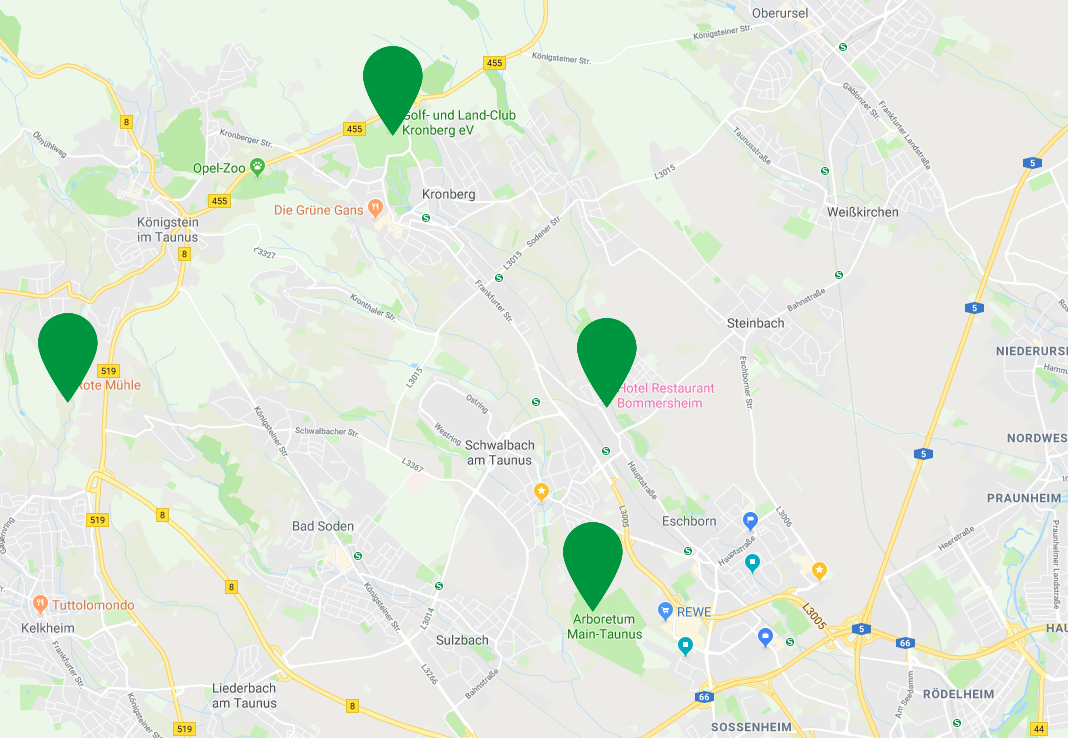 Oberursel
Königsteiner Str.
455
Königsteiner Str.
Gablonzer Str.
Frankfurter Landstraße
8
455
Golf- und Land-Club
Kronberg eV
Kronberger Str.
Ölmühlweg
Taunusstraße
5
Opel-Zoo
L3015
Kronberg
455
Die Grüne Gans
Weißkirchen
Königstein
im Taunus
Sodener Str.
8
L3327
L3015
Frankfurter Str.
Kronthaler Str.
Bahnstraße
5
Steinbach
NIEDERURS
519
Rote Mühle
L3015
Eschborner Str.
Hotel Restaurant
Bommersheim
Ostring
Königsteiner Str.
Schwalbacher Str.
Westring
Schwalbach
am Taunus
NORDWES
5
L3367
Hauptstraße
519
8
Bad Soden
L3005
Eschborn
L3006
PRAUNHEIM
Heerstraße
Hauptstraße
Praunheimer Landstraße
8
Königsteiner Str.
L3014
Tuttolomondo
Kelkheim
REWE
L3005
Arboretum
Main-Taunus
5
66
HAU
Sulzbach
Frankfurter Str.
L3266
Bahnstraße
Liederbach
am Taunus
Königsteiner Str.
8
66
Am Seedamm
RÖDELHEIM
519
SOSSENHEIM
44